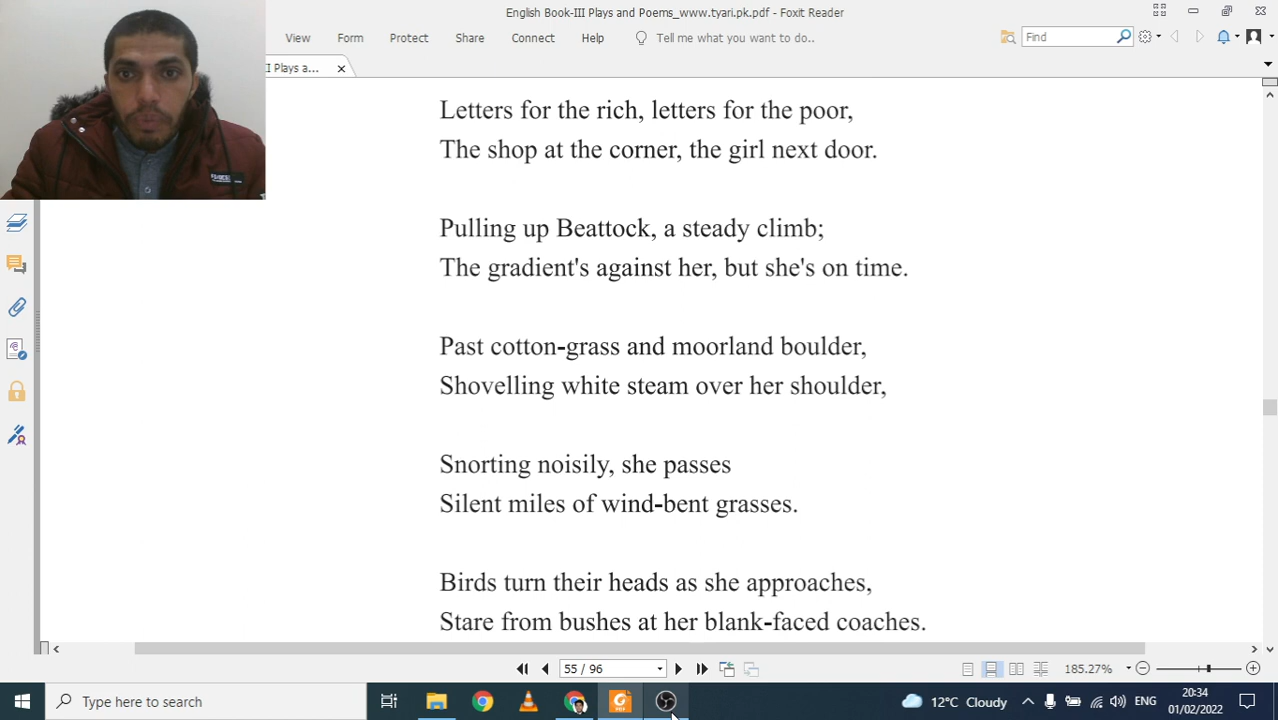 English Book-III Plays and Poems_www.tyari.pk.pdf - Foxit Reader
View Form Protect Share Connect Help Tell me what you want to do.. Find
I Plays a...
Letters for the rich, letters for the poor,
The shop at the corner, the girl next door.
Pulling up Beattock, a steady climb;
The gradient's against her, but she's on time.
Past cotton-grass and moorland boulder,
Shovelling white steam over her shoulder,
Snorting noisily, she passes
Silent miles of wind-bent grasses.
Birds turn their heads as she approaches,
Stare from bushes at her blank-faced coaches.
55 / 96 185.27%
Type here to search
12°C Cloudy ENG
20:34
01/02/2022